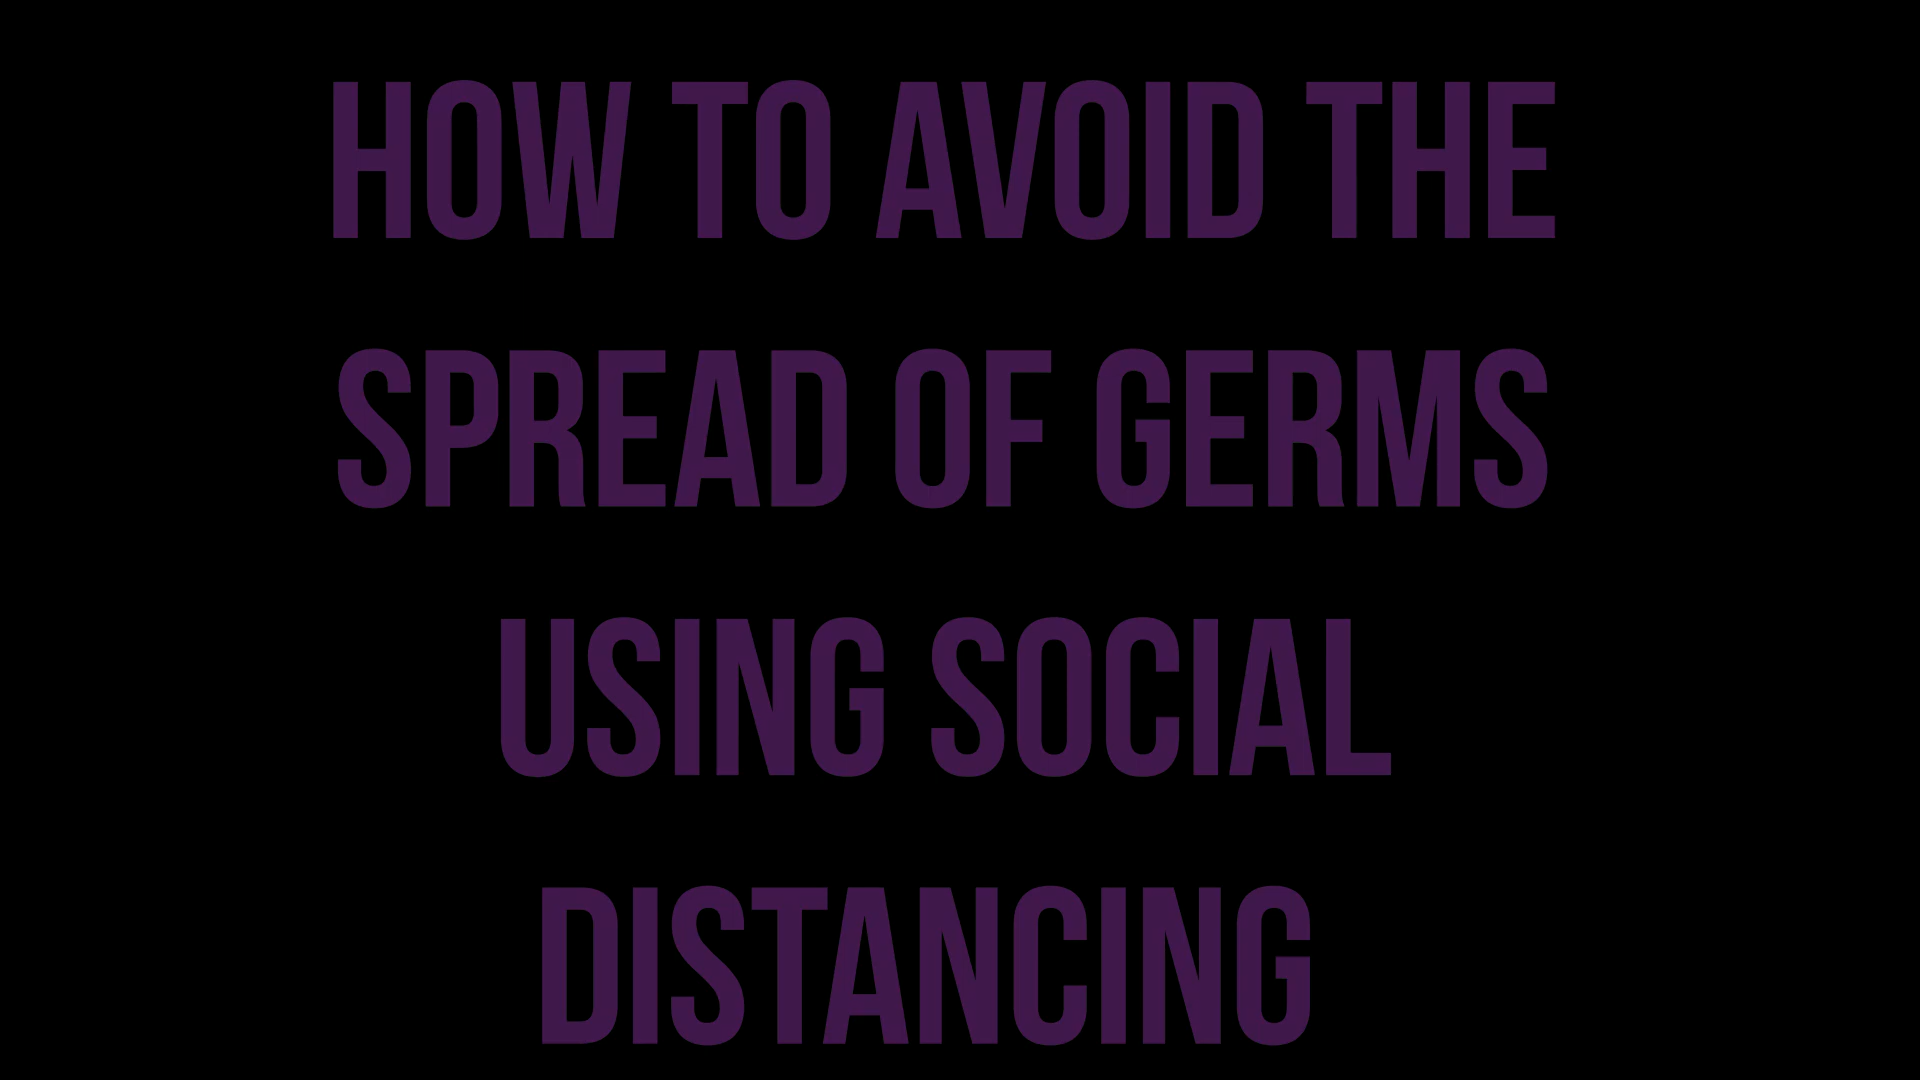 HOW TO AVOID THE
SPREAD OF GERMS
USING SOCIAL
DISTANCING